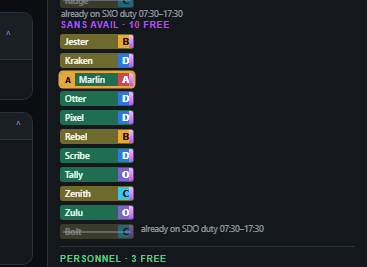 Ridge C
already on SXO duty 07:30–17:30
SANS AVAIL · 10 FREE
Jester B
Kraken D
A Marlin A
Otter D
Pixel D
Rebel B
Scribe D
Tally O
Zenith C
Zulu O
Bolt C already on SDO duty 07:30–17:30
PERSONNEL · 3 FREE